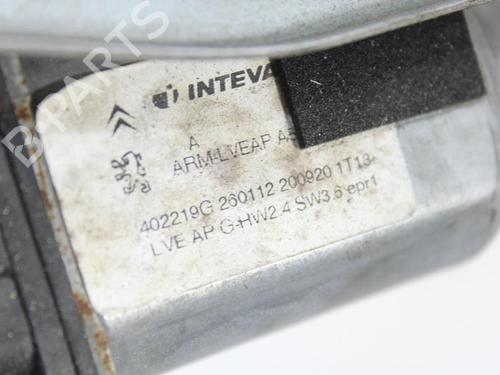 B-PARTS
INTEVA
A
ARM-LVEAP
402219G 260112 200920 1T13
LVE AP G-HW2.4 SW3.6 epr1